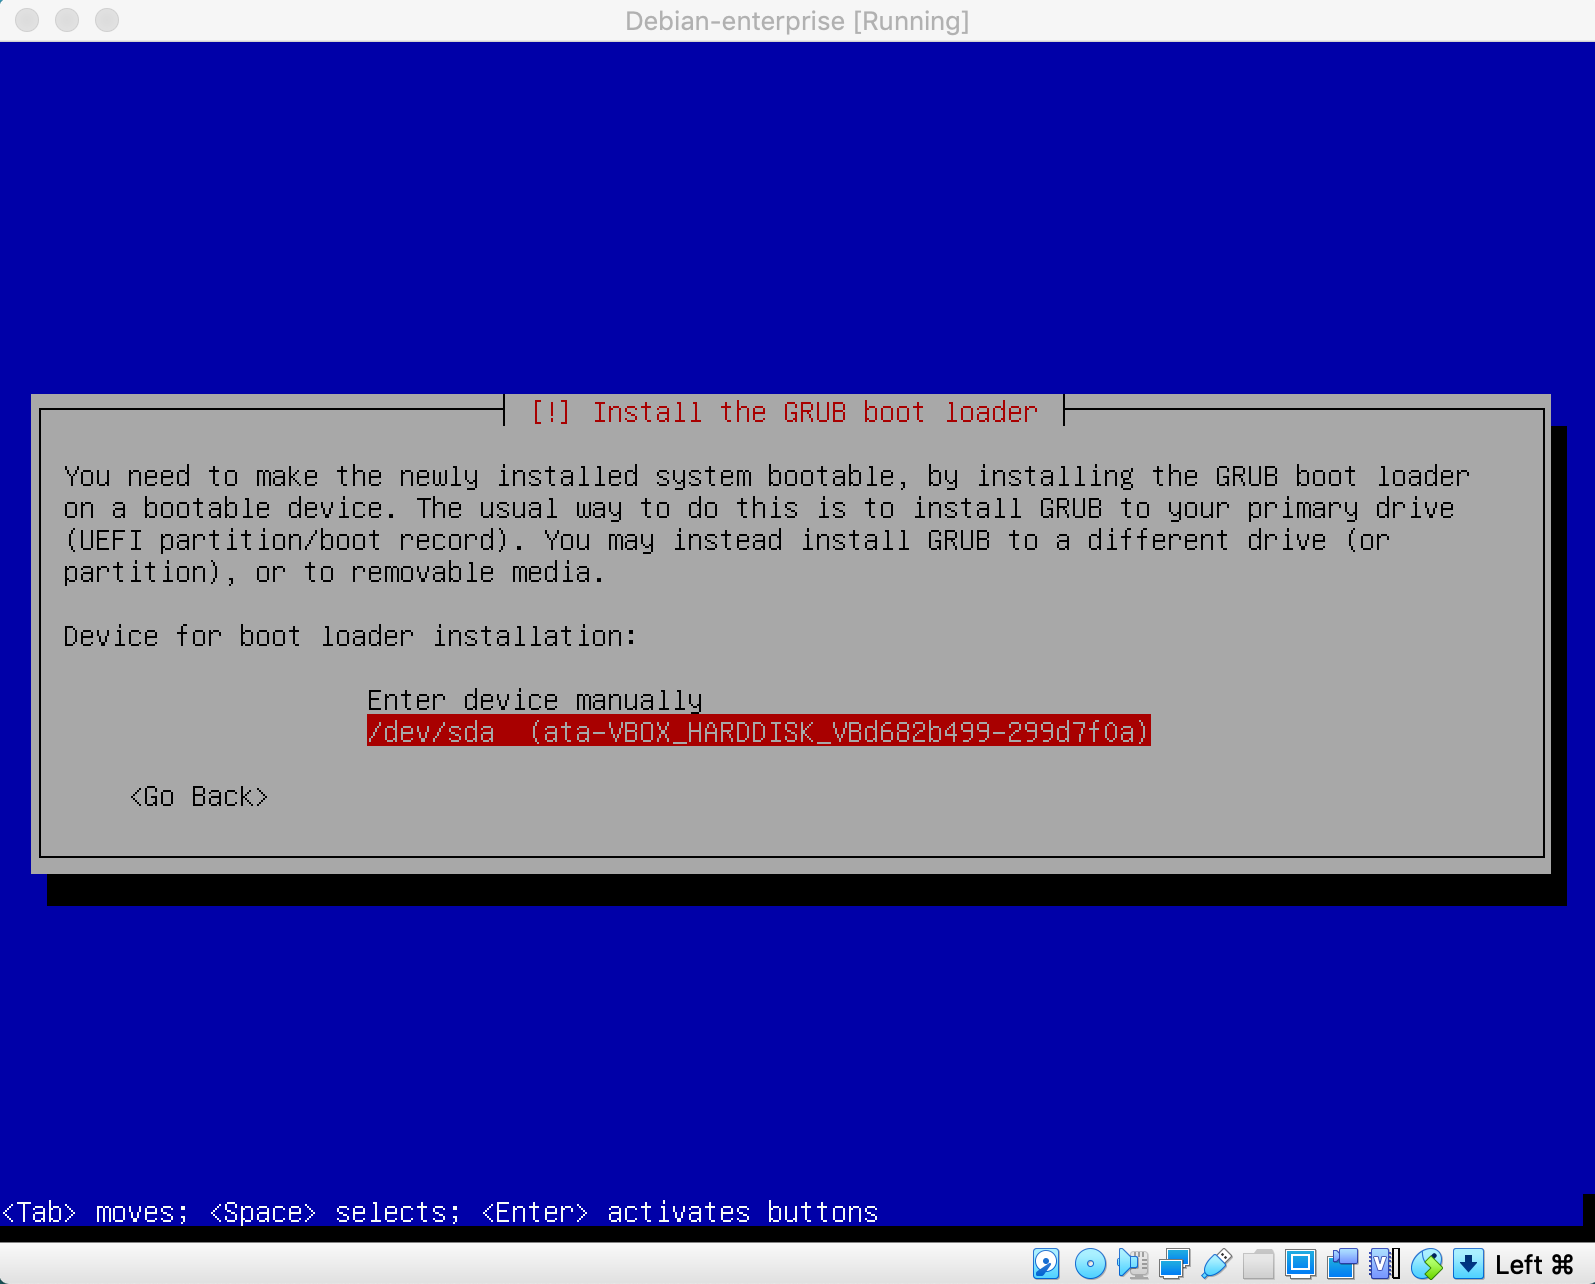 Debian-enterprise [Running]
[!] Install the GRUB boot loader
You need to make the newly installed system bootable, by installing the GRUB boot loader
on a bootable device. The usual way to do this is to install GRUB to your primary drive
(UEFI partition/boot record). You may instead install GRUB to a different drive (or
partition), or to removable media.
Device for boot loader installation:
Enter device manually
/dev/sda  (ata-VBOX_HARDDISK_VBd682b499-299d7f0a)
<Go Back>
<Tab> moves; <Space> selects; <Enter> activates buttons
Left ⌘